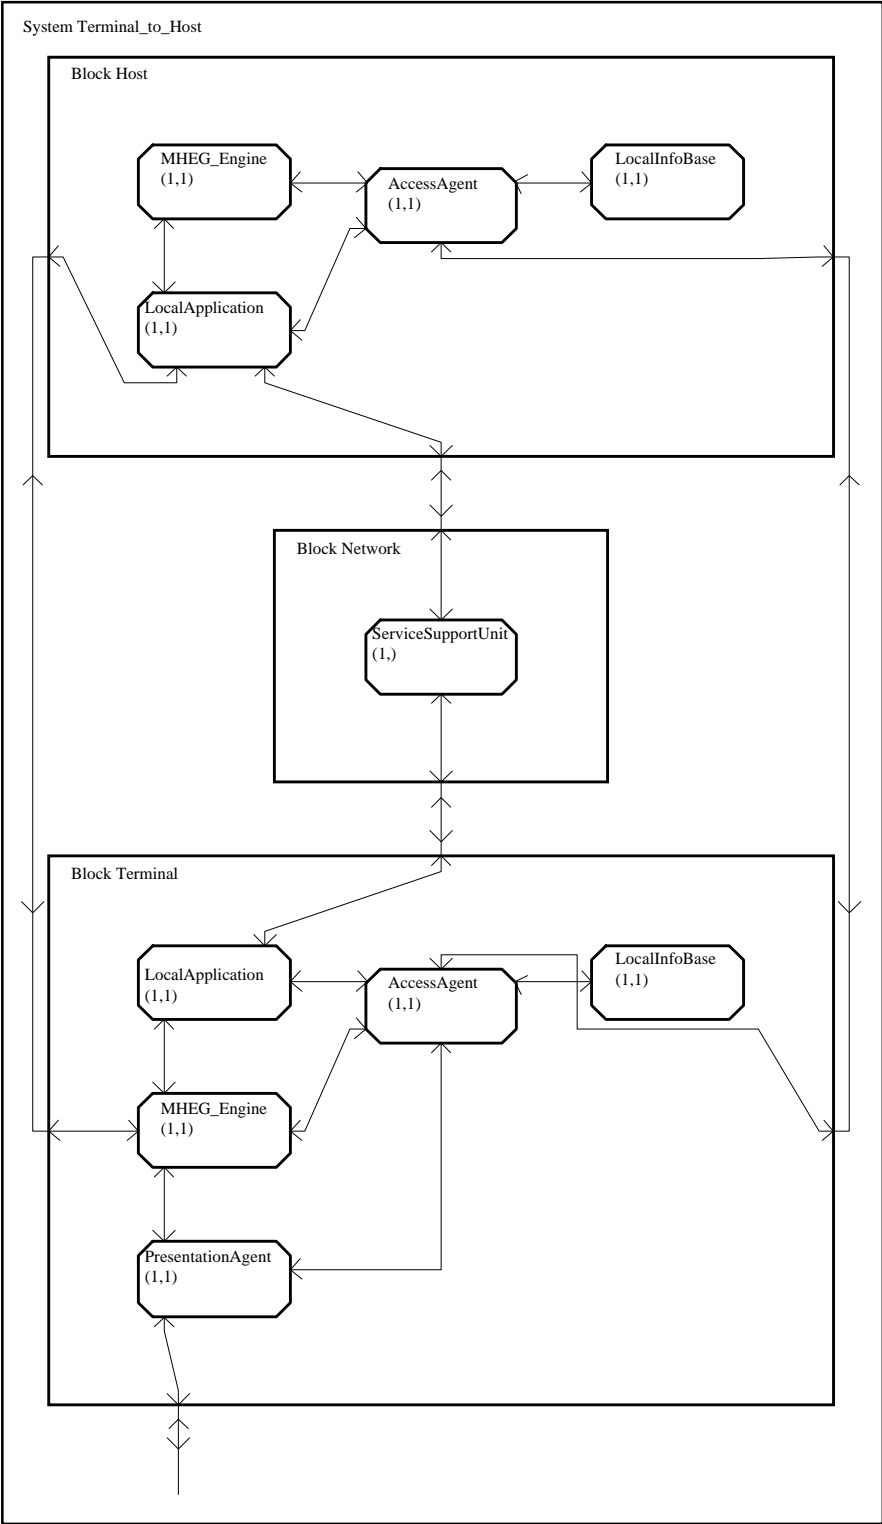 System Terminal_to_Host
Block Host
MHEG_Engine
(1,1)
AccessAgent
(1,1)
LocalInfoBase
(1,1)
LocalApplication
(1,1)
Block Network
ServiceSupportUnit
(1,)
Block Terminal
LocalApplication
(1,1)
AccessAgent
(1,1)
LocalInfoBase
(1,1)
MHEG_Engine
(1,1)
PresentationAgent
(1,1)